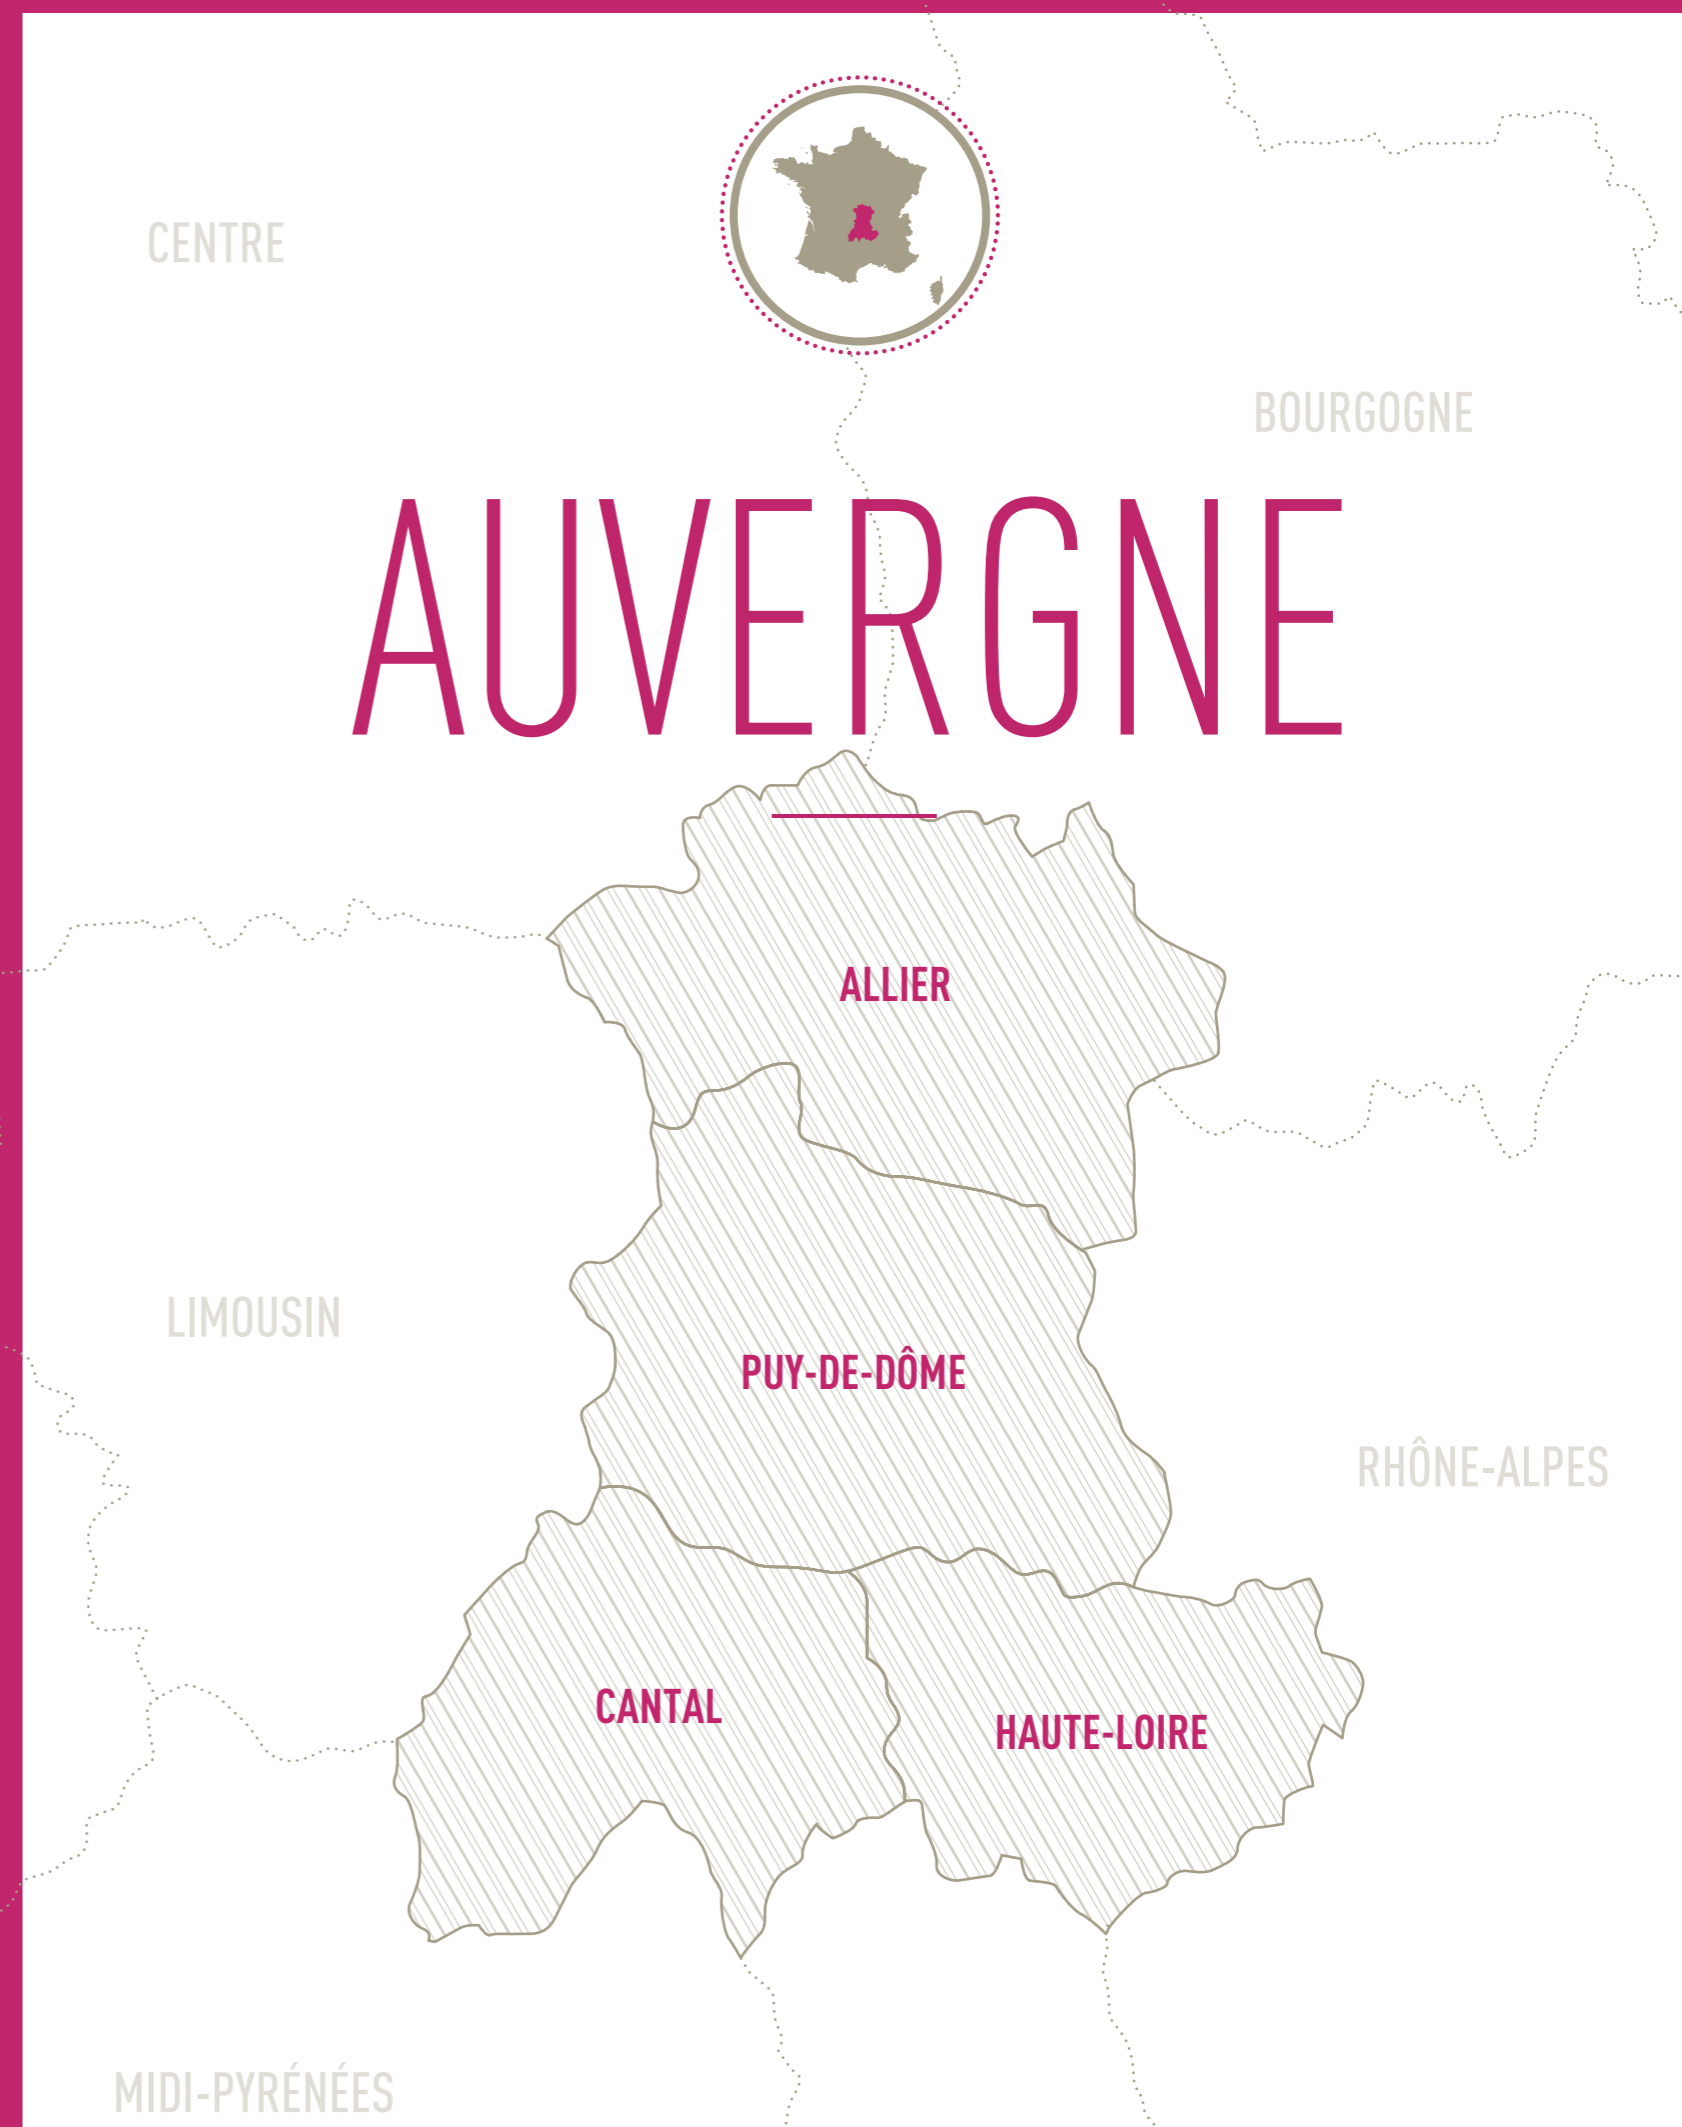 CENTRE
BOURGOGNE
AUVERGNE
ALLIER
LIMOUSIN
PUY-DE-DÔME
RHÔNE-ALPES
CANTAL
HAUTE-LOIRE
MIDI-PYRÉNÉES